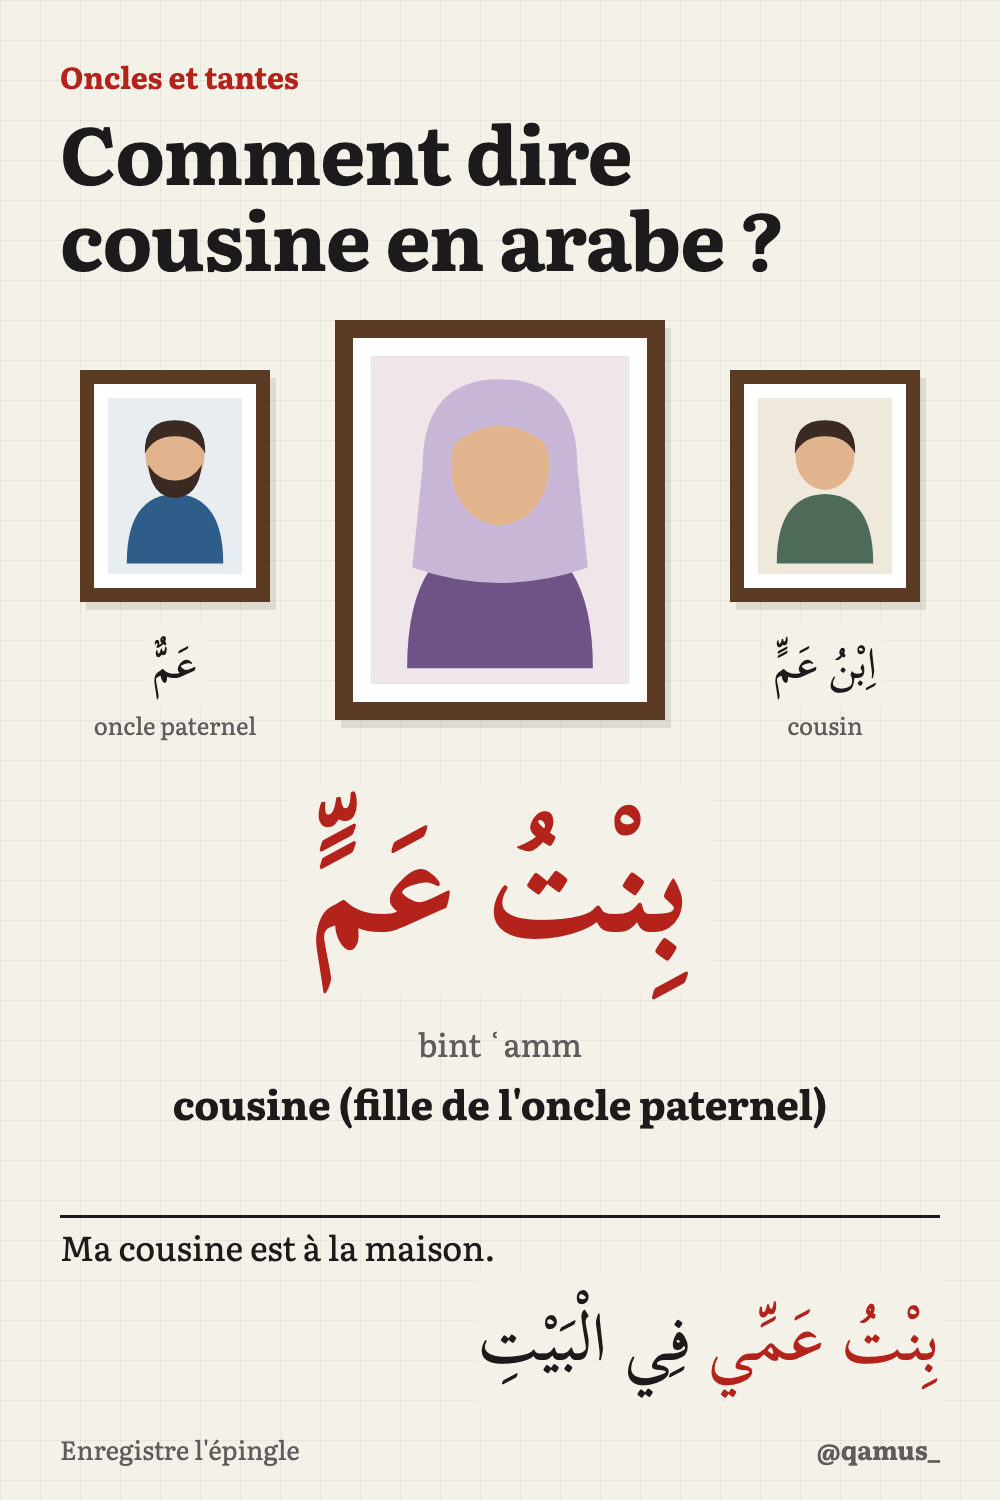 Oncles et tantes
Comment dire
cousine en arabe ?
عَمٌّ
oncle paternel
اِبْنُ عَمٍّ
cousin
بِنْتُ عَمٍّ
bint ʿamm
cousine (fille de l'oncle paternel)
Ma cousine est à la maison.
بِنْتُ عَمِّي فِي الْبَيْتِ
Enregistre l'épingle
@qamus_